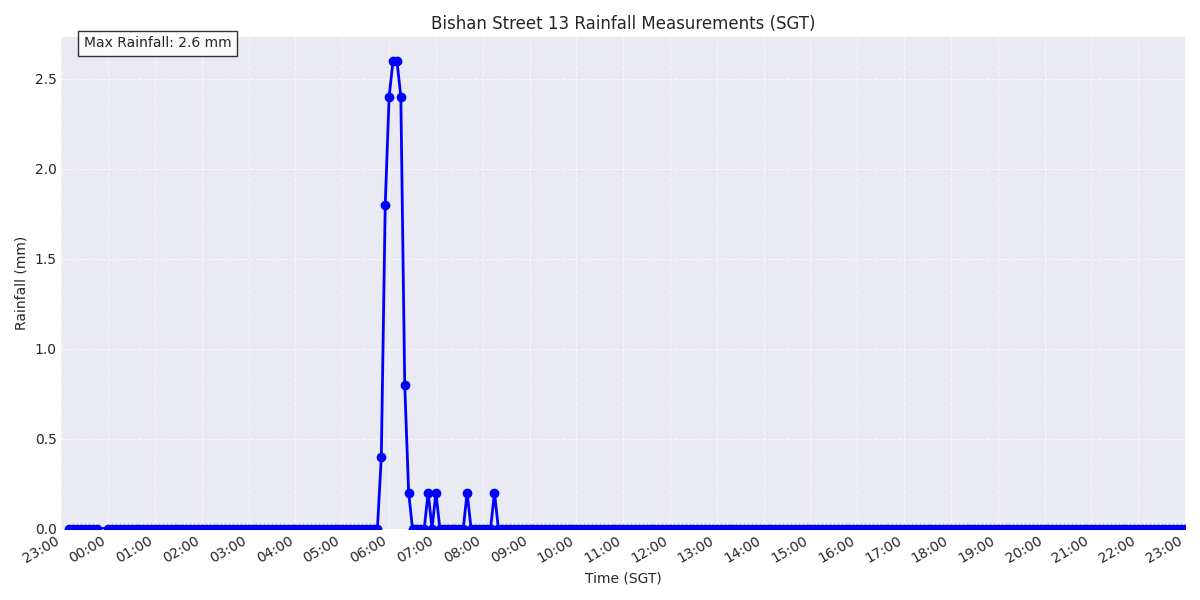 Bishan Street 13 Rainfall Measurements (SGT)
Max Rainfall: 2.6 mm
2.5
2.0
1.5
1.0
0.5
0.0
Rainfall (mm)
23:00 00:00 01:00 02:00 03:00 04:00 05:00 06:00 07:00 08:00 09:00 10:00 11:00 12:00 13:00 14:00 15:00 16:00 17:00 18:00 19:00 20:00 21:00 22:00 23:00
Time (SGT)